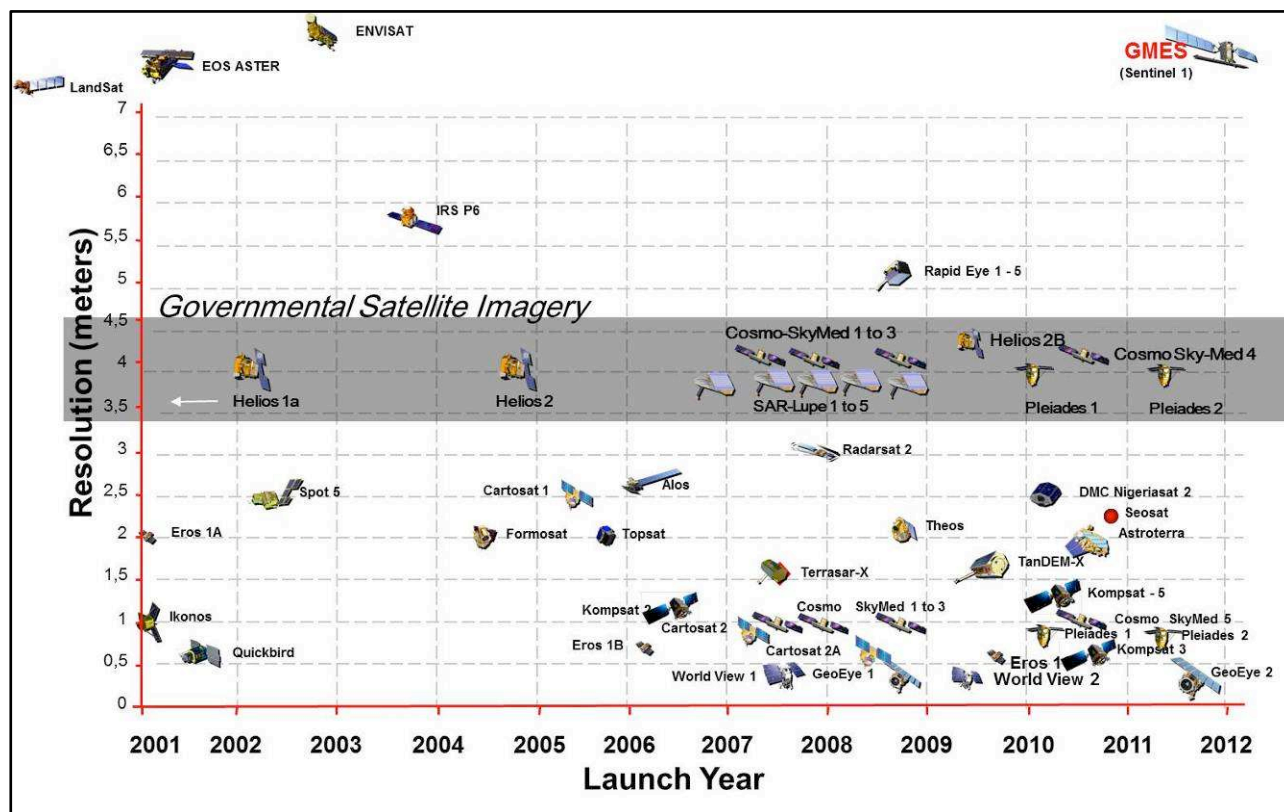 ENVISAT
EOS ASTER
LandSat
GMES
(Sentinel 1)
Resolution (meters)
7
6,5
6
5,5
5
4,5
4
3,5
3
2,5
2
1,5
1
0,5
0
IRS P6
Rapid Eye 1 - 5
Governmental Satellite Imagery
Cosmo-SkyMed 1 to 3
Helios 2B
Cosmo Sky-Med 4
Helios 1a
Helios 2
SAR-Lupe 1 to 5
Pleiades 1
Pleiades 2
Radarsat 2
Spot 5
Cartosat 1
Alos
DMC Nigeriasat 2
Seosat
Eros 1A
Formosat
Topsat
Theos
Astroterra
Terrasar-X
TanDEM-X
Kompsat - 5
Ikonos
Kompsat 2
Cartosat 2
Cosmo
SkyMed 1 to 3
Cosmo SkyMed 5
Pleiades 1
Pleiades 2
Quickbird
Eros 1B
Cartosat 2A
Kompsat 3
Eros 1
World View 1
GeoEye 1
World View 2
GeoEye 2
2001 2002 2003 2004 2005 2006 2007 2008 2009 2010 2011 2012
Launch Year